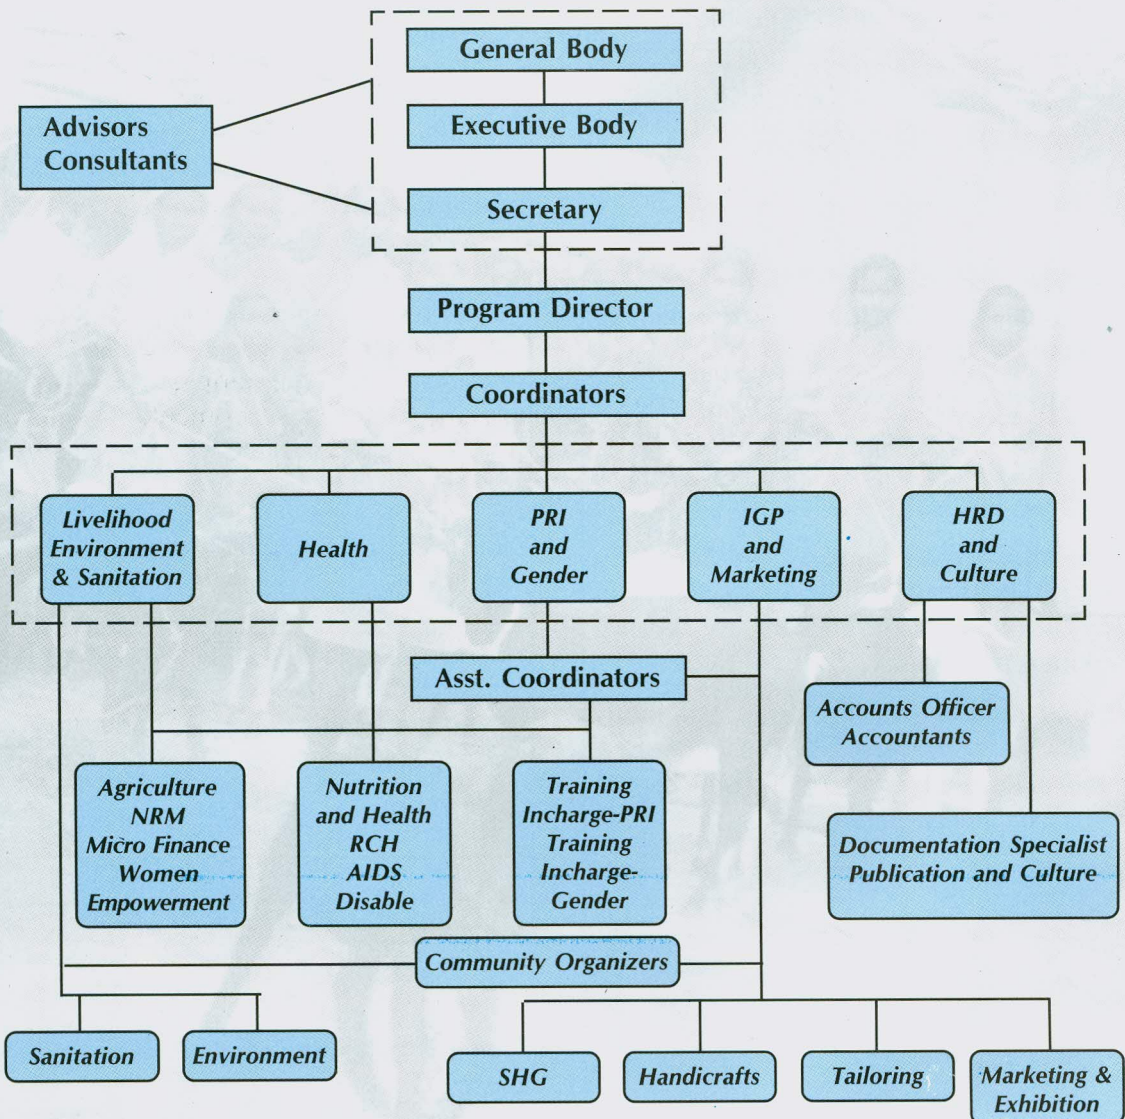 General Body
Advisors
Consultants
Executive Body
Secretary
Program Director
Coordinators
Livelihood
Environment
& Sanitation
Health
PRI
and
Gender
IGP
and
Marketing
HRD
and
Culture
Asst. Coordinators
Accounts Officer
Accountants
Agriculture
NRM
Micro Finance
Women
Empowerment
Nutrition
and Health
RCH
AIDS
Disable
Training
Incharge-PRI
Training
Incharge-
Gender
Documentation Specialist
Publication and Culture
Community Organizers
Sanitation
Environment
SHG
Handicrafts
Tailoring
Marketing &
Exhibition